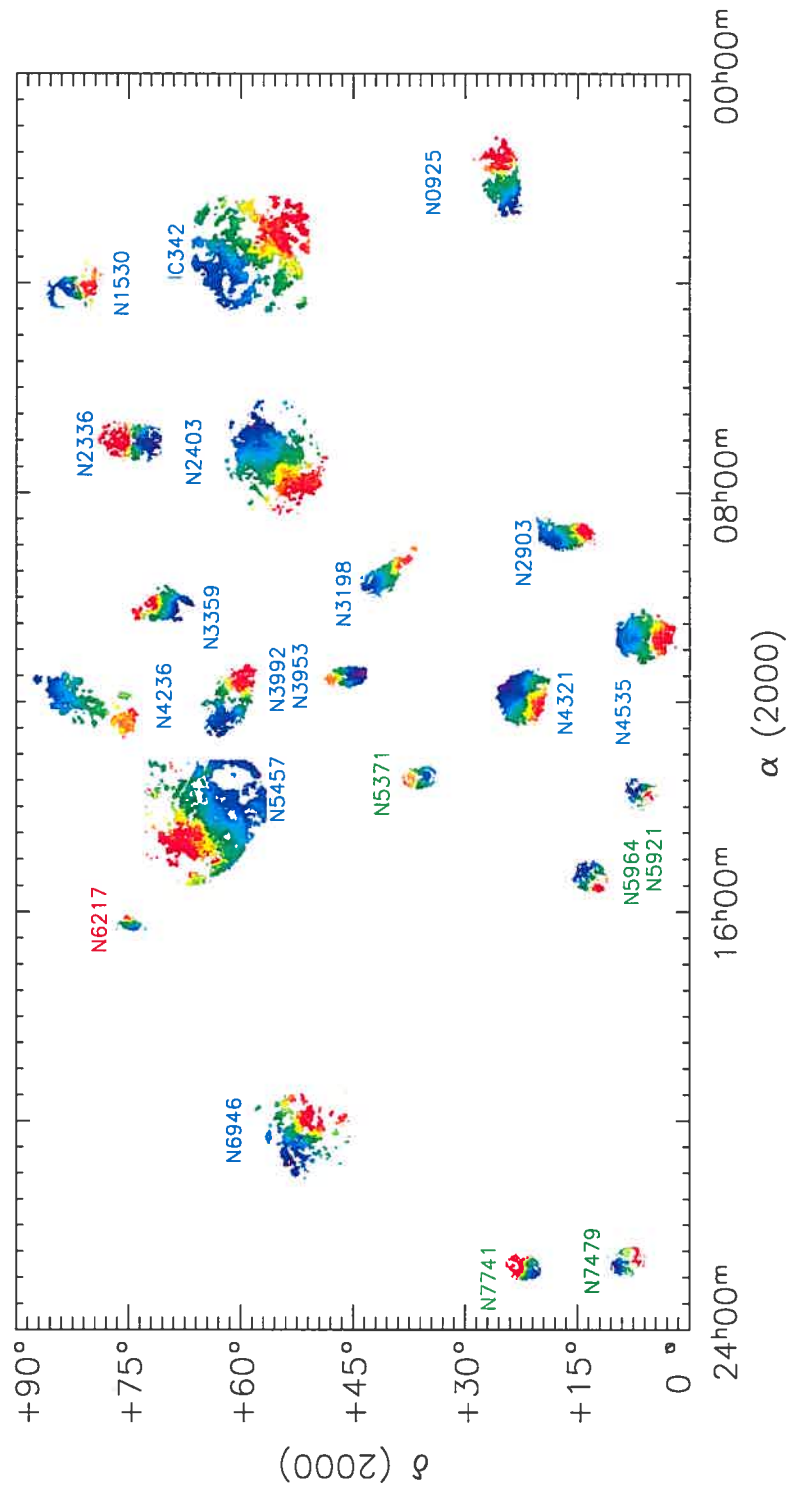 +90°
+75°
+60°
+45°
+30°
+15°
0°
δ (2000)
N1530
IC342
N0925
N2336
N2403
N3359
N3198
N2903
N4236
N3992
N3953
N4321
N4535
N5457
N5371
N5964
N5921
N6217
N6946
N7741
N7479
24ʰ00ᵐ
16ʰ00ᵐ
08ʰ00ᵐ
00ʰ00ᵐ
α (2000)